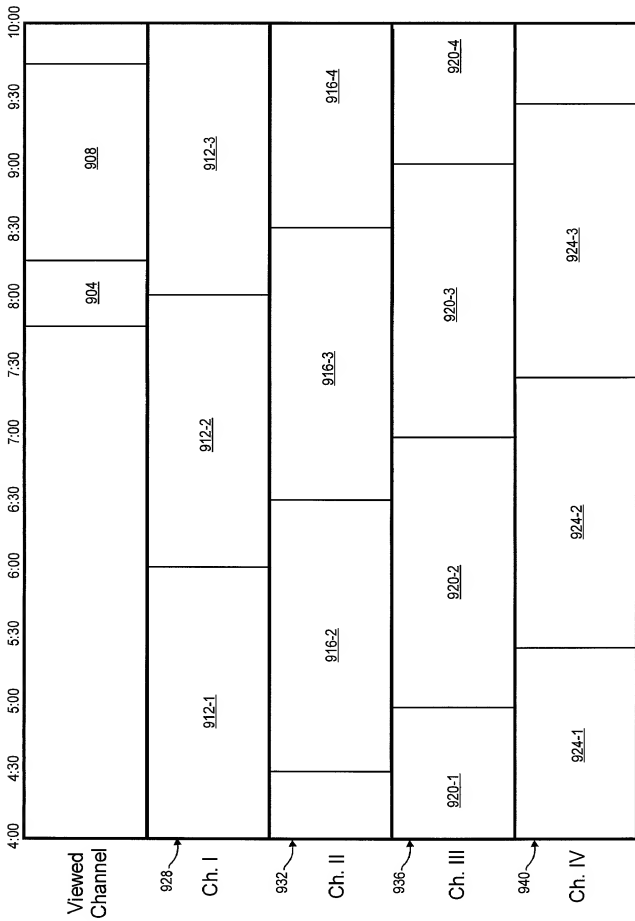 4:00 4:30 5:00 5:30 6:00 6:30 7:00 7:30 8:00 8:30 9:00 9:30 10:00
Viewed
Channel
904 908
928
Ch. I
912-1 912-2 912-3
932
Ch. II
916-2 916-3 916-4
936
Ch. III
920-1 920-2 920-3 920-4
940
Ch. IV
924-1 924-2 924-3